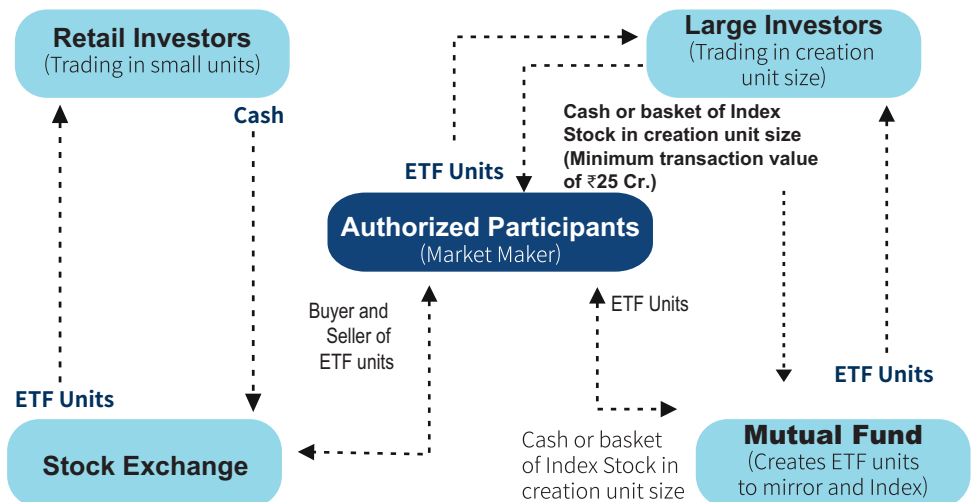 Retail Investors
(Trading in small units)
Large Investors
(Trading in creation
unit size)
Cash
Cash or basket of Index
Stock in creation unit size
(Minimum transaction value
of ₹25 Cr.)
ETF Units
Authorized Participants
(Market Maker)
Buyer and
Seller of
ETF units
ETF Units
ETF Units
ETF Units
Stock Exchange
Cash or basket
of Index Stock in
creation unit size
Mutual Fund
(Creates ETF units
to mirror and Index)